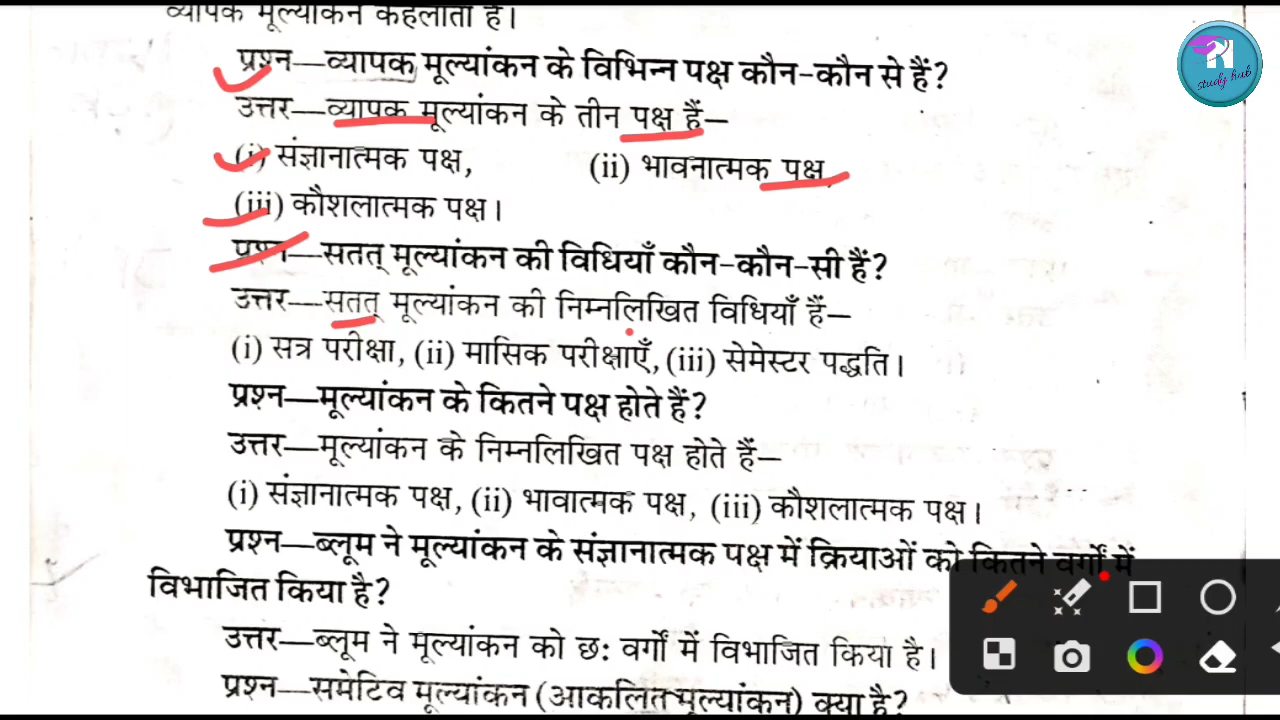 व्यापक मूल्यांकन कहलाता है।
प्रश्न—व्यापक मूल्यांकन के विभिन्न पक्ष कौन-कौन से हैं?
उत्तर—व्यापक मूल्यांकन के तीन पक्ष हैं—
(i) संज्ञानात्मक पक्ष, (ii) भावनात्मक पक्ष,
(iii) कौशलात्मक पक्ष।
प्रश्न—सतत् मूल्यांकन की विधियाँ कौन-कौन-सी हैं?
उत्तर—सतत् मूल्यांकन की निम्नलिखित विधियाँ हैं—
(i) सत्र परीक्षा, (ii) मासिक परीक्षाएँ, (iii) सेमेस्टर पद्धति।
प्रश्न—मूल्यांकन के कितने पक्ष होते हैं?
उत्तर—मूल्यांकन के निम्नलिखित पक्ष होते हैं—
(i) संज्ञानात्मक पक्ष, (ii) भावात्मक पक्ष, (iii) कौशलात्मक पक्ष।
प्रश्न—ब्लूम ने मूल्यांकन के संज्ञानात्मक पक्ष में क्रियाओं को कितने वर्गों में
विभाजित किया है?
उत्तर—ब्लूम ने मूल्यांकन को छः वर्गों में विभाजित किया है।
प्रश्न—समेटिव मूल्यांकन (आकलित मूल्यांकन) क्या है?
study hub